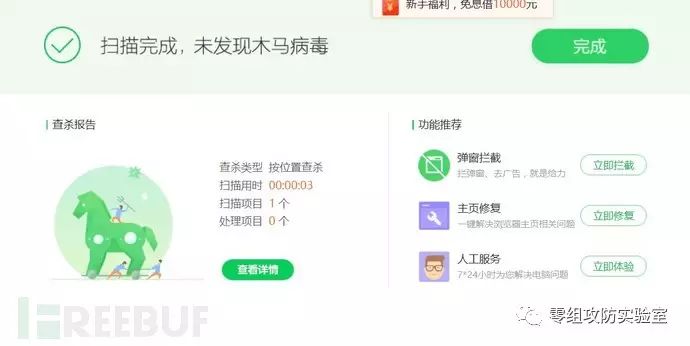 新手福利，免息借10000元
扫描完成，未发现木马病毒
完成
查杀报告
查杀类型 按位置查杀
扫描用时 00:00:03
扫描项目 1 个
处理项目 0 个
查看详情
功能推荐
弹窗拦截
拦弹窗、去广告，就是给力
立即拦截
主页修复
一键解决浏览器主页相关问题
立即修复
人工服务
7*24小时为您解决电脑问题
立即体验
FREEBUF
零组攻防实验室